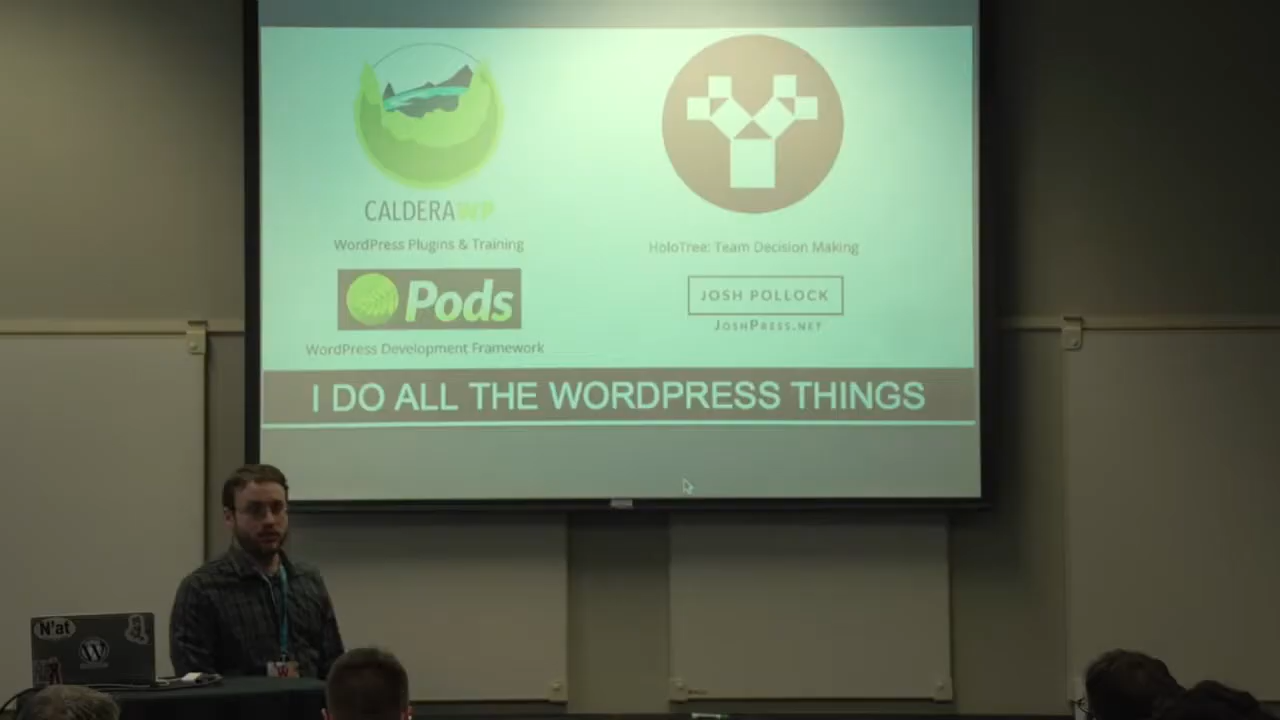 CALDERAWP
WordPress Plugins & Training
Pods
WordPress Development Framework
HoloTree: Team Decision Making
JOSH POLLOCK
JOSHPRESS.NET
I DO ALL THE WORDPRESS THINGS
N'at
W
W